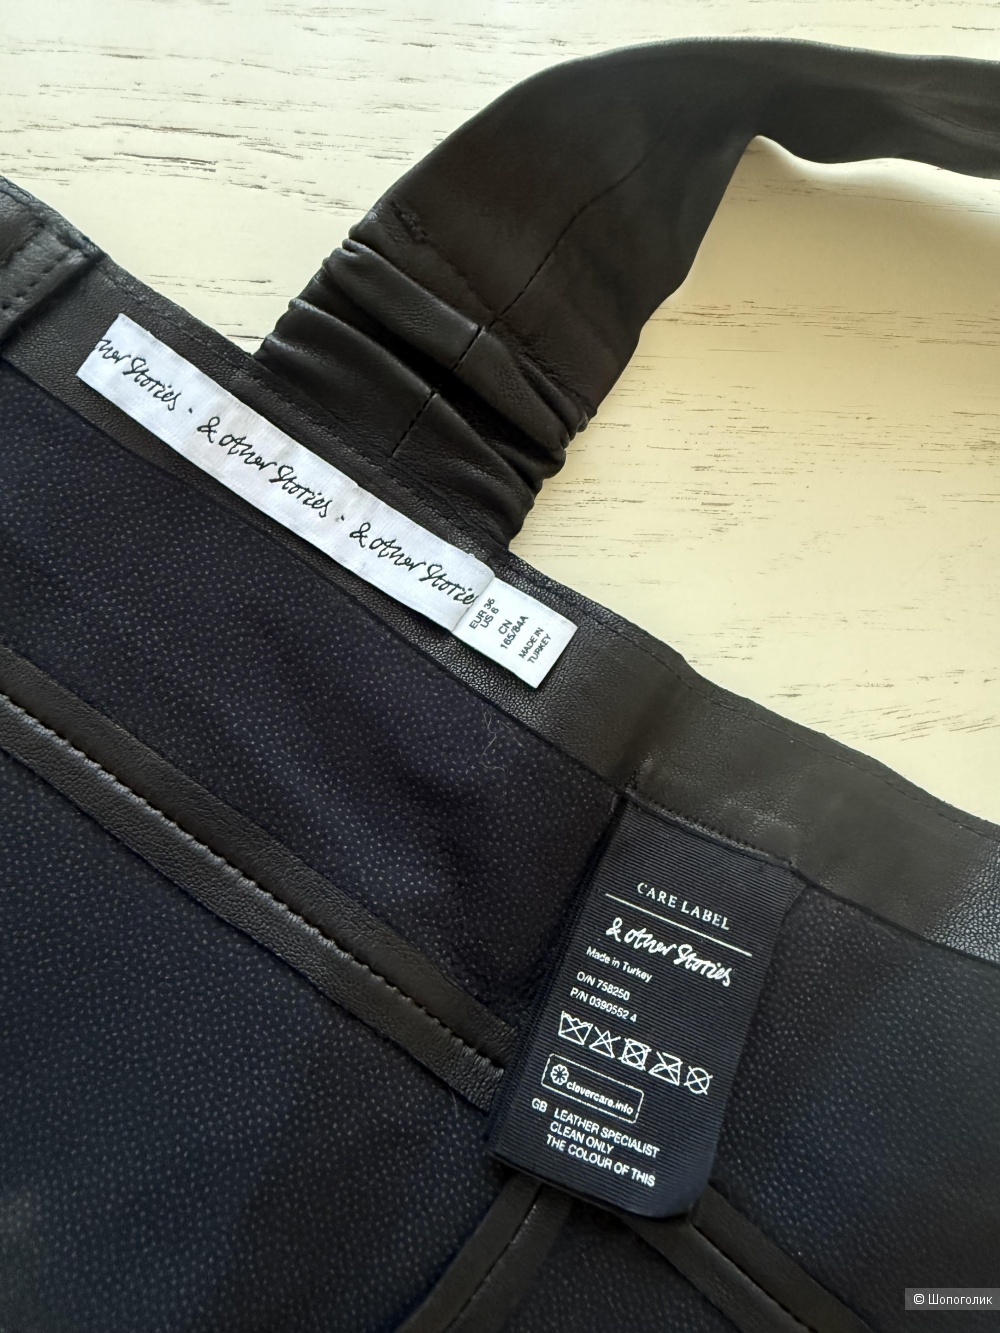 ther Stories · & other Stories · & other Stories
EUR 36
US 6
CN
165/84A
MADE IN
TURKEY
CARE LABEL
& other Stories
Made in Turkey
O/N 758250
P/N 0390552 4
clevercare.info
GB LEATHER SPECIALIST
CLEAN ONLY
THE COLOUR OF THIS
© Шопоголик